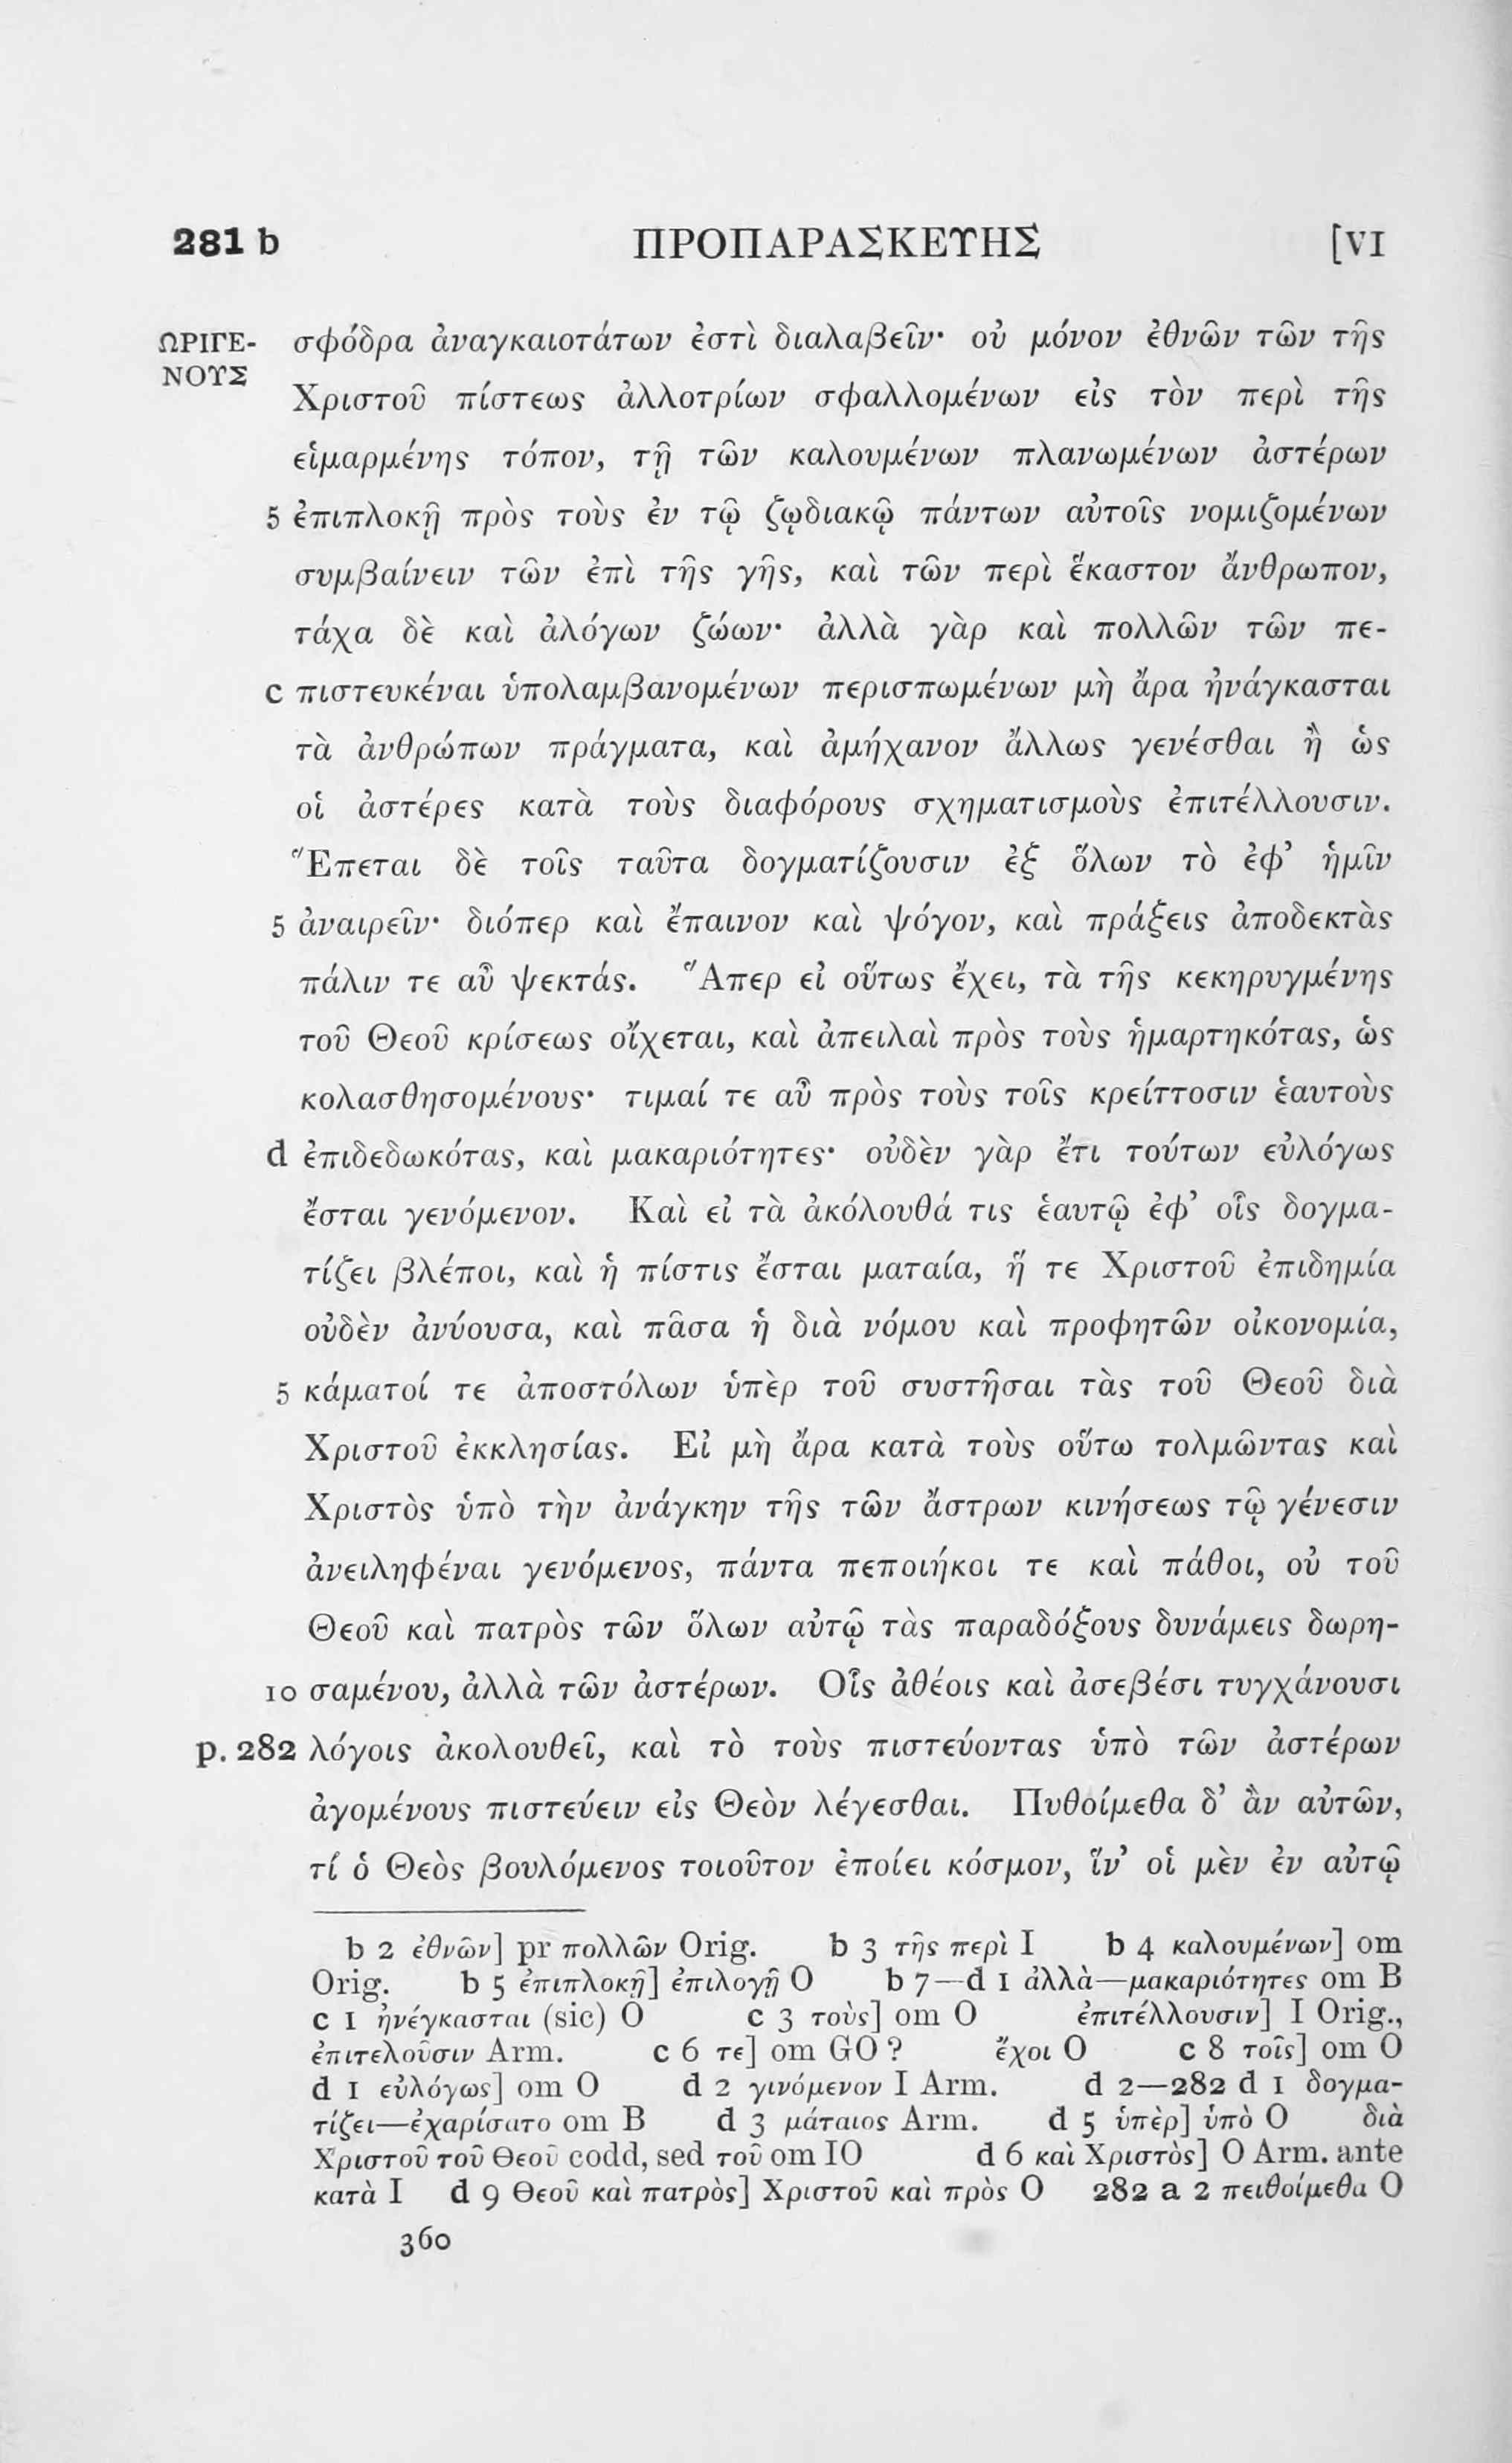 281 b ΠΡΟΠΑΡΑΣΚΕΥΗΣ [VI
ΩΡΙΓΕ- σφόδρα ἀναγκαιοτάτων ἐστὶ διαλαβεῖν· οὐ μόνον ἐθνῶν τῶν τῆς
ΝΟΥΣ
Χριστοῦ πίστεως ἀλλοτρίων σφαλλομένων εἰς τὸν περὶ τῆς
εἱμαρμένης τόπον, τῇ τῶν καλουμένων πλανωμένων ἀστέρων
5 ἐπιπλοκῇ πρὸς τοὺς ἐν τῷ ζῳδιακῷ πάντων αὐτοῖς νομιζομένων
συμβαίνειν τῶν ἐπὶ τῆς γῆς, καὶ τῶν περὶ ἕκαστον ἄνθρωπον,
τάχα δὲ καὶ ἀλόγων ζώων· ἀλλὰ γὰρ καὶ πολλῶν τῶν πε-
c πιστευκέναι ὑπολαμβανομένων περισπωμένων μὴ ἄρα ἠνάγκασται
τὰ ἀνθρώπων πράγματα, καὶ ἀμήχανον ἄλλως γενέσθαι ἢ ὡς
οἱ ἀστέρες κατὰ τοὺς διαφόρους σχηματισμοὺς ἐπιτέλλουσιν.
Ἕπεται δὲ τοῖς ταῦτα δογματίζουσιν ἐξ ὅλων τὸ ἐφ’ ἡμῖν
5 ἀναιρεῖν· διόπερ καὶ ἔπαινον καὶ ψόγον, καὶ πράξεις ἀποδεκτὰς
πάλιν τε αὖ ψεκτάς. Ἅπερ εἰ οὕτως ἔχει, τὰ τῆς κεκηρυγμένης
τοῦ Θεοῦ κρίσεως οἴχεται, καὶ ἀπειλαὶ πρὸς τοὺς ἡμαρτηκότας, ὡς
κολασθησομένους· τιμαί τε αὖ πρὸς τοὺς τοῖς κρείττοσιν ἑαυτοὺς
d ἐπιδεδωκότας, καὶ μακαριότητες· οὐδὲν γὰρ ἔτι τούτων εὐλόγως
ἔσται γενόμενον. Καὶ εἰ τὰ ἀκόλουθά τις ἑαυτῷ ἐφ’ οἷς δογμα-
τίζει βλέποι, καὶ ἡ πίστις ἔσται ματαία, ἥ τε Χριστοῦ ἐπιδημία
οὐδὲν ἀνύουσα, καὶ πᾶσα ἡ διὰ νόμου καὶ προφητῶν οἰκονομία,
5 κάματοί τε ἀποστόλων ὑπὲρ τοῦ συστῆσαι τὰς τοῦ Θεοῦ διὰ
Χριστοῦ ἐκκλησίας. Εἰ μὴ ἄρα κατὰ τοὺς οὕτω τολμῶντας καὶ
Χριστὸς ὑπὸ τὴν ἀνάγκην τῆς τῶν ἄστρων κινήσεως τῷ γένεσιν
ἀνειληφέναι γενόμενος, πάντα πεποιήκοι τε καὶ πάθοι, οὐ τοῦ
Θεοῦ καὶ πατρὸς τῶν ὅλων αὐτῷ τὰς παραδόξους δυνάμεις δωρη-
10 σαμένου, ἀλλὰ τῶν ἀστέρων. Οἷς ἀθέοις καὶ ἀσεβέσι τυγχάνουσι
p. 282 λόγοις ἀκολουθεῖ, καὶ τὸ τοὺς πιστεύοντας ὑπὸ τῶν ἀστέρων
ἀγομένους πιστεύειν εἰς Θεὸν λέγεσθαι. Πυθοίμεθα δ’ ἂν αὐτῶν,
τί ὁ Θεὸς βουλόμενος τοιοῦτον ἐποίει κόσμον, ἵν’ οἱ μὲν ἐν αὐτῷ
b 2 ἐθνῶν] pr πολλῶν Orig. b 3 τῆς περὶ I b 4 καλουμένων] om
Orig. b 5 ἐπιπλοκῇ] ἐπιλογῇ O b 7—d 1 ἀλλὰ—μακαριότητες om B
c 1 ἠνέγκασται (sic) O c 3 τοὺς] om O ἐπιτέλλουσιν] I Orig.,
ἐπιτελοῦσιν Arm. c 6 τε] om GO? ἔχοι O c 8 τοῖς] om O
d 1 εὐλόγως] om O d 2 γινόμενον I Arm. d 2—282 d 1 δογμα-
τίζει—ἐχαρίσατο om B d 3 μάταιος Arm. d 5 ὑπὲρ] ὑπὸ O διὰ
Χριστοῦ τοῦ Θεοῦ codd, sed τοῦ om IO d 6 καὶ Χριστὸς] O Arm. ante
κατὰ I d 9 Θεοῦ καὶ πατρὸς] Χριστοῦ καὶ πρὸς O 282 a 2 πειθοίμεθα O
360